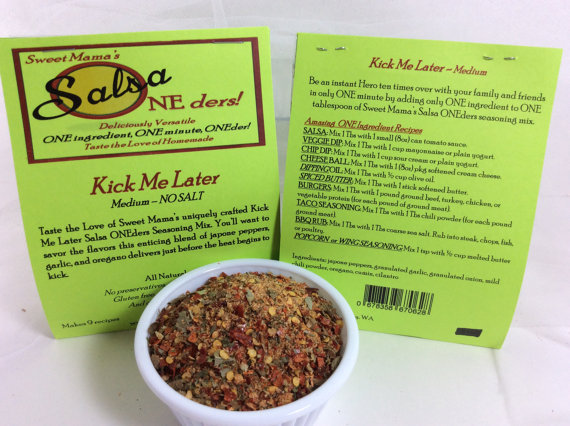 Sweet Mama's
Salsa
ONE ders!
Deliciously Versatile
ONE ingredient, ONE minute, ONEder!
Taste the Love of Homemade
Kick Me Later
Medium ~ NO SALT
Taste the Love of Sweet Mama's uniquely crafted Kick
Me Later Salsa ONEders Seasoning Mix. You'll want to
savor the flavors this enticing blend of japone peppers,
garlic, and oregano delivers just before the heat begins to
kick.
All Natural
No preservatives
Gluten free
And
Makes 9 recipes
Kick Me Later ~ Medium
Be an instant Hero ten times over with your family and friends
in only ONE minute by adding only ONE ingredient to ONE
tablespoon of Sweet Mama's Salsa ONEders seasoning mix.
Amazing ONE Ingredient Recipes
SALSA: Mix 1 Tbs with 1 small (8oz) can tomato sauce.
VEGGIE DIP: Mix 1 Tbs with 1 cup mayonnaise or plain yogurt.
CHIP DIP: Mix 1 Tbs with 1 cup sour cream or plain yogurt.
CHEESE BALL: Mix 1 Tbs with 1 (8oz) pkg softened cream cheese.
DIPPING OIL: Mix 1 Tbs with ½ cup olive oil.
SPICED BUTTER: Mix 1 Tbs with 1 stick softened butter.
BURGERS: Mix 1 Tbs with 1 pound ground beef, turkey, chicken, or
vegetable protein (for each pound of ground meat).
TACO SEASONING: Mix 1 Tbs with 1 Tbs chili powder (for each pound
ground meat).
BBQ RUB: Mix 1 Tbs with 1 Tbs coarse sea salt. Rub into steak, chops, fish,
or poultry.
POPCORN or WING SEASONING: Mix 1 tsp with ½ cup melted butter
Ingredients: japone peppers, granulated garlic, granulated onion, mild
chili powder, oregano, cumin, cilantro
0 678358 670628
, WA